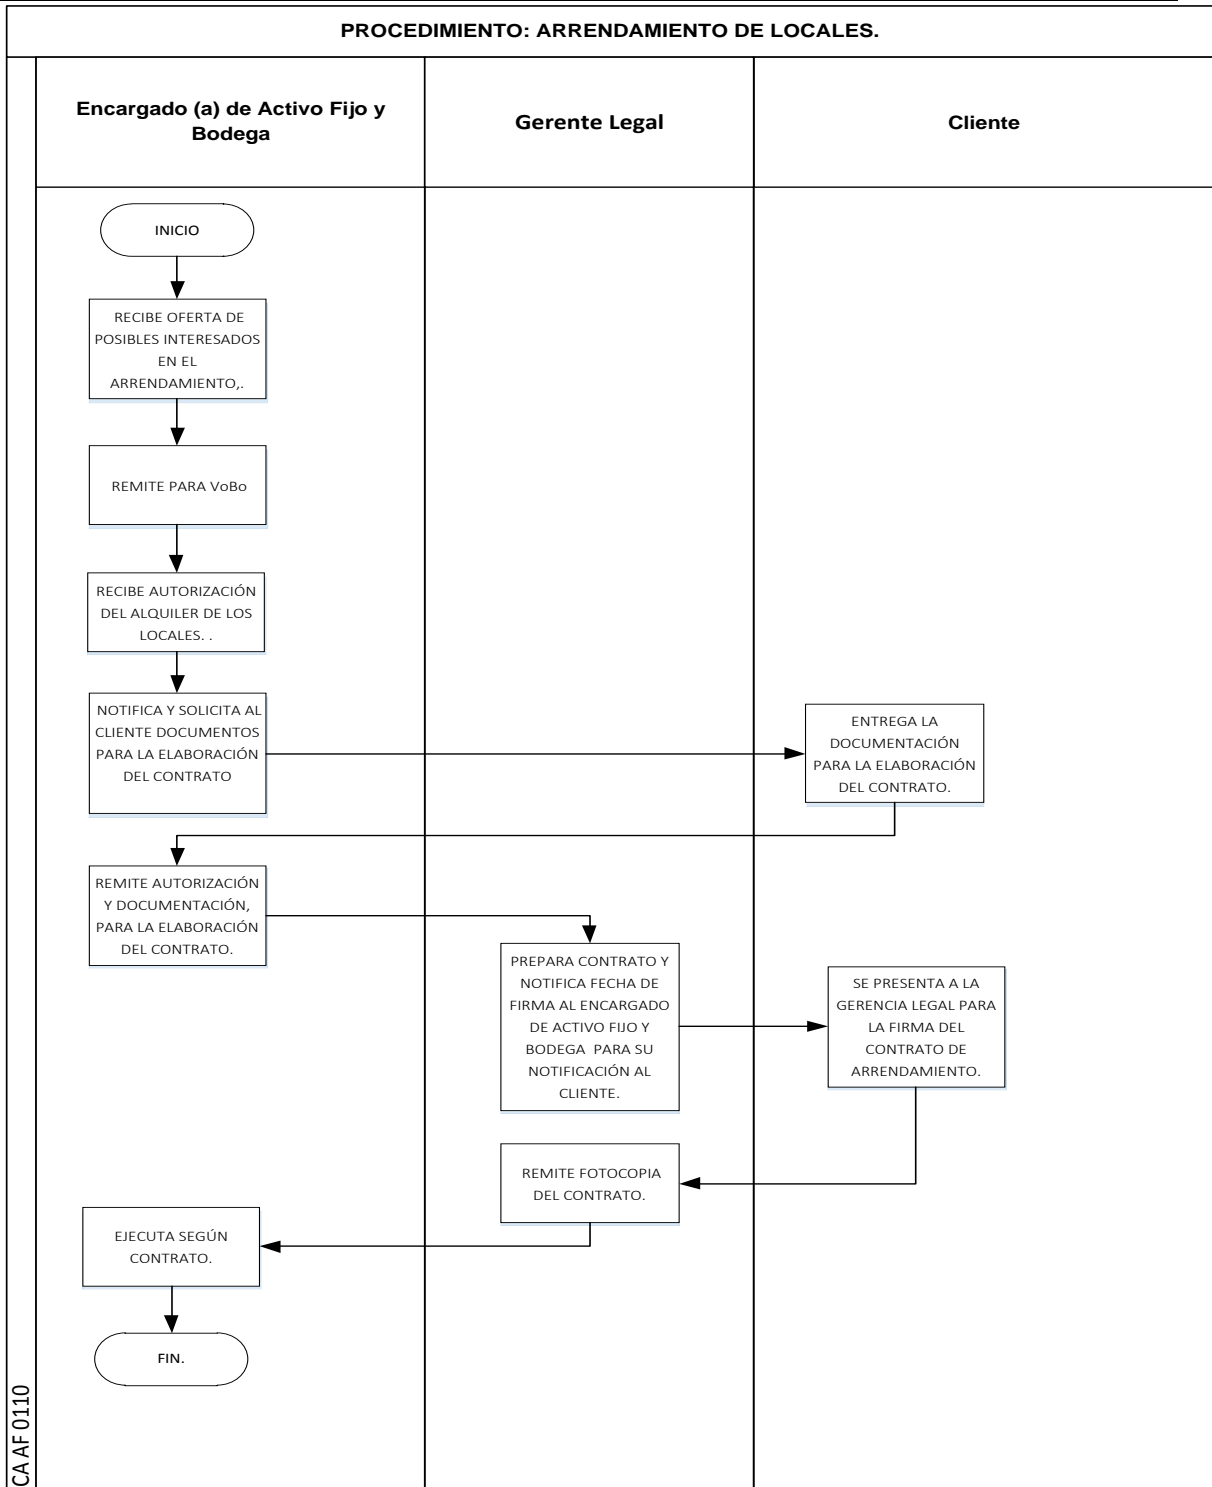 PROCEDIMIENTO: ARRENDAMIENTO DE LOCALES.
Encargado (a) de Activo Fijo y
Bodega
Gerente Legal
Cliente
INICIO
RECIBE OFERTA DE
POSIBLES INTERESADOS
EN EL
ARRENDAMIENTO,.
REMITE PARA VoBo
RECIBE AUTORIZACIÓN
DEL ALQUILER DE LOS
LOCALES. .
NOTIFICA Y SOLICITA AL
CLIENTE DOCUMENTOS
PARA LA ELABORACIÓN
DEL CONTRATO
ENTREGA LA
DOCUMENTACIÓN
PARA LA ELABORACIÓN
DEL CONTRATO.
REMITE AUTORIZACIÓN
Y DOCUMENTACIÓN,
PARA LA ELABORACIÓN
DEL CONTRATO.
PREPARA CONTRATO Y
NOTIFICA FECHA DE
FIRMA AL ENCARGADO
DE ACTIVO FIJO Y
BODEGA  PARA SU
NOTIFICACIÓN AL
CLIENTE.
SE PRESENTA A LA
GERENCIA LEGAL PARA
LA FIRMA DEL
CONTRATO DE
ARRENDAMIENTO.
REMITE FOTOCOPIA
DEL CONTRATO.
EJECUTA SEGÚN
CONTRATO.
FIN.
CA AF 0110